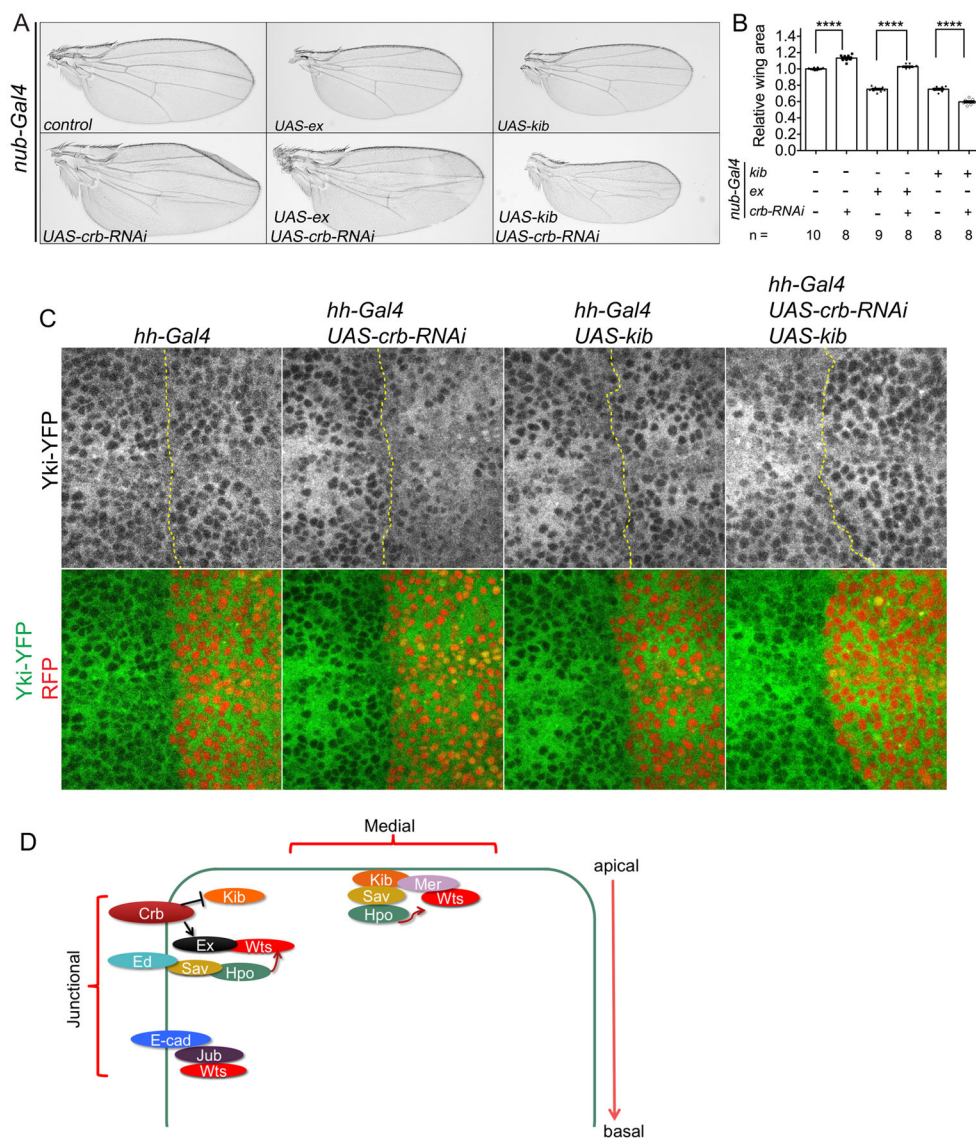 A
nub-Gal4
control
UAS-ex
UAS-kib
UAS-crb-RNAi
UAS-ex
UAS-crb-RNAi
UAS-kib
UAS-crb-RNAi
B
Relative wing area
1.4
1.2
1.0
0.8
0.6
0.4
0.2
0.0
**** **** ****
nub-Gal4
kib - - - - + +
ex - - + + - -
crb-RNAi - + - + - +
n = 10 8 9 8 8 8
C
hh-Gal4
hh-Gal4
UAS-crb-RNAi
hh-Gal4
UAS-kib
hh-Gal4
UAS-crb-RNAi
UAS-kib
Yki-YFP
Yki-YFP
RFP
D
Medial
Junctional
Crb
Kib
Ex
Wts
Ed
Sav
Hpo
E-cad
Jub
Wts
Kib
Mer
Sav
Wts
Hpo
apical
basal